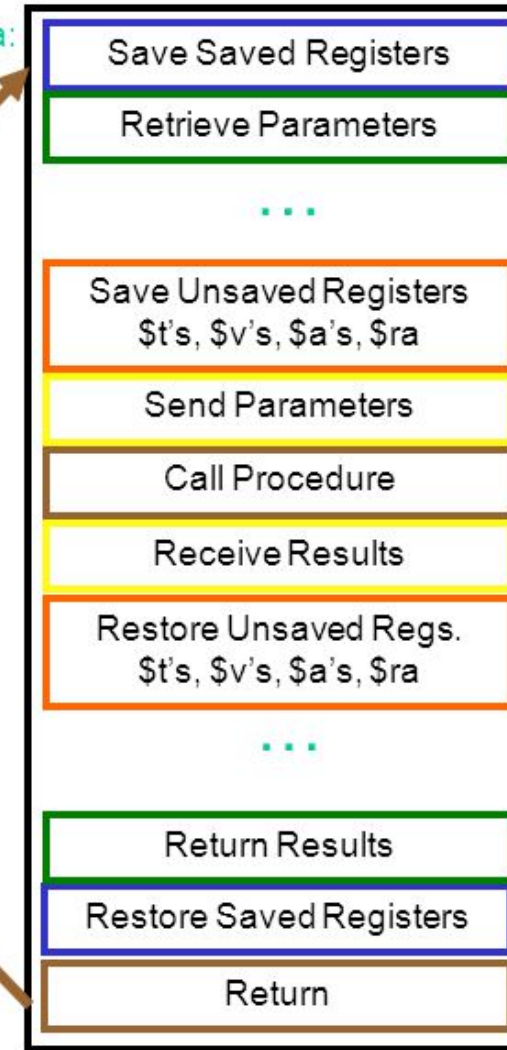 a:
Save Saved Registers
Retrieve Parameters
...
Save Unsaved Registers
$t's, $v's, $a's, $ra
Send Parameters
Call Procedure
Receive Results
Restore Unsaved Regs.
$t's, $v's, $a's, $ra
...
Return Results
Restore Saved Registers
Return